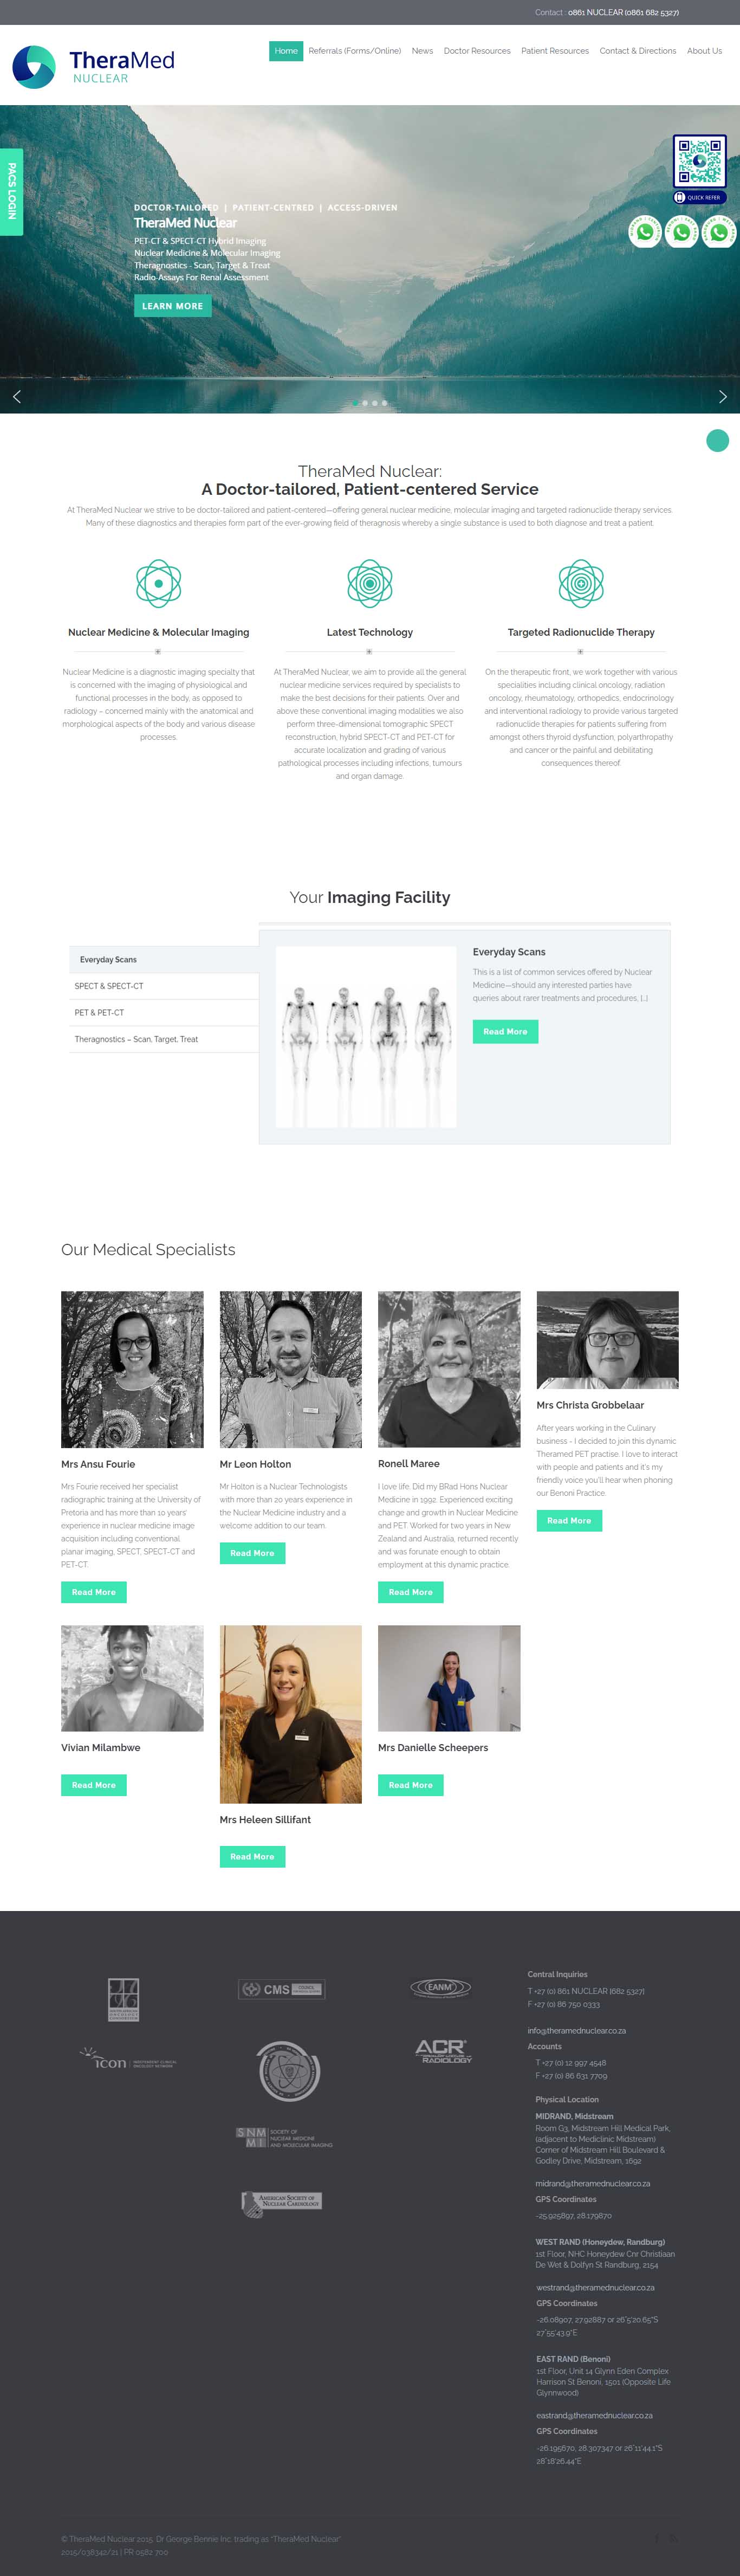 Contact : 0861 NUCLEAR (0861 682 5327)
TheraMed
NUCLEAR
Home Referrals (Forms/Online) News Doctor Resources Patient Resources Contact & Directions About Us
PACS LOGIN
QUICK REFER
DOCTOR-TAILORED | PATIENT-CENTRED | ACCESS-DRIVEN
TheraMed Nuclear
PET-CT & SPECT-CT Hybrid Imaging
Nuclear Medicine & Molecular Imaging
Theragnostics - Scan, Target & Treat
Radio-Assays For Renal Assessment
LEARN MORE
TheraMed Nuclear:
A Doctor-tailored, Patient-centered Service
At TheraMed Nuclear we strive to be doctor-tailored and patient-centered—offering general nuclear medicine, molecular imaging and targeted radionuclide therapy services.
Many of these diagnostics and therapies form part of the ever-growing field of theragnosis whereby a single substance is used to both diagnose and treat a patient.
Nuclear Medicine & Molecular Imaging
Nuclear Medicine is a diagnostic imaging specialty that
is concerned with the imaging of physiological and
functional processes in the body, as opposed to
radiology – concerned mainly with the anatomical and
morphological aspects of the body and various disease
processes.
Latest Technology
At TheraMed Nuclear, we aim to provide all the general
nuclear medicine services required by specialists to
make the best decisions for their patients. Over and
above these conventional imaging modalities we also
perform three-dimensional tomographic SPECT
reconstruction, hybrid SPECT-CT and PET-CT for
accurate localization and grading of various
pathological processes including infections, tumours
and organ damage.
Targeted Radionuclide Therapy
On the therapeutic front, we work together with various
specialities including clinical oncology, radiation
oncology, rheumatology, orthopedics, endocrinology
and interventional radiology to provide various targeted
radionuclide therapies for patients suffering from
amongst others thyroid dysfunction, polyarthropathy
and cancer or the painful and debilitating
consequences thereof.
Your Imaging Facility
Everyday Scans
SPECT & SPECT-CT
PET & PET-CT
Theragnostics – Scan, Target, Treat
Everyday Scans
This is a list of common services offered by Nuclear
Medicine—should any interested parties have
queries about rarer treatments and procedures, [...]
Read More
Our Medical Specialists
Mrs Ansu Fourie
Mrs Fourie received her specialist
radiographic training at the University of
Pretoria and has more than 10 years'
experience in nuclear medicine image
acquisition including conventional
planar imaging, SPECT, SPECT-CT and
PET-CT.
Read More
Mr Leon Holton
Mr Holton is a Nuclear Technologists
with more than 20 years experience in
the Nuclear Medicine industry and a
welcome addition to our team.
Read More
Ronell Maree
I love life. Did my BRad Hons Nuclear
Medicine in 1992. Experienced exciting
change and growth in Nuclear Medicine
and PET. Worked for two years in New
Zealand and Australia, returned recently
and was forunate enough to obtain
employment at this dynamic practice.
Read More
Mrs Christa Grobbelaar
After years working in the Culinary
business - I decided to join this dynamic
Theramed PET practise. I love to interact
with people and patients and it's my
friendly voice you'll hear when phoning
our Benoni Practice.
Read More
Vivian Milambwe
Read More
Mrs Heleen Sillifant
Read More
Mrs Danielle Scheepers
Read More
CMS
EANM
icon INDEPENDENT CLINICAL
ONCOLOGY NETWORK
ACR
RADIOLOGY
SNM
MI
SOCIETY OF
NUCLEAR MEDICINE
AND MOLECULAR IMAGING
AMERICAN SOCIETY
OF NUCLEAR CARDIOLOGY
Central Inquiries
T +27 (0) 861 NUCLEAR [682 5327]
F +27 (0) 86 750 0333
info@theramednuclear.co.za
Accounts
T +27 (0) 12 997 4548
F +27 (0) 86 631 7709
Physical Location
MIDRAND, Midstream
Room G3, Midstream Hill Medical Park,
(adjacent to Mediclinic Midstream)
Corner of Midstream Hill Boulevard &
Godley Drive, Midstream, 1692
midrand@theramednuclear.co.za
GPS Coordinates
-25.925897, 28.179870
WEST RAND (Honeydew, Randburg)
1st Floor, NHC Honeydew Cnr Christiaan
De Wet & Dolfyn St Randburg, 2154
westrand@theramednuclear.co.za
GPS Coordinates
-26.08907, 27.92887 or 26°5'20.65"S
27°55'43.9"E
EAST RAND (Benoni)
1st Floor, Unit 14 Glynn Eden Complex
Harrison St Benoni, 1501 (Opposite Life
Glynnwood)
eastrand@theramednuclear.co.za
GPS Coordinates
-26.195670, 28.307347 or 26°11'44.1"S
28°18'26.44"E
© TheraMed Nuclear 2015. Dr George Bennie Inc. trading as "TheraMed Nuclear"
2015/036340/21 | PR 0582 700